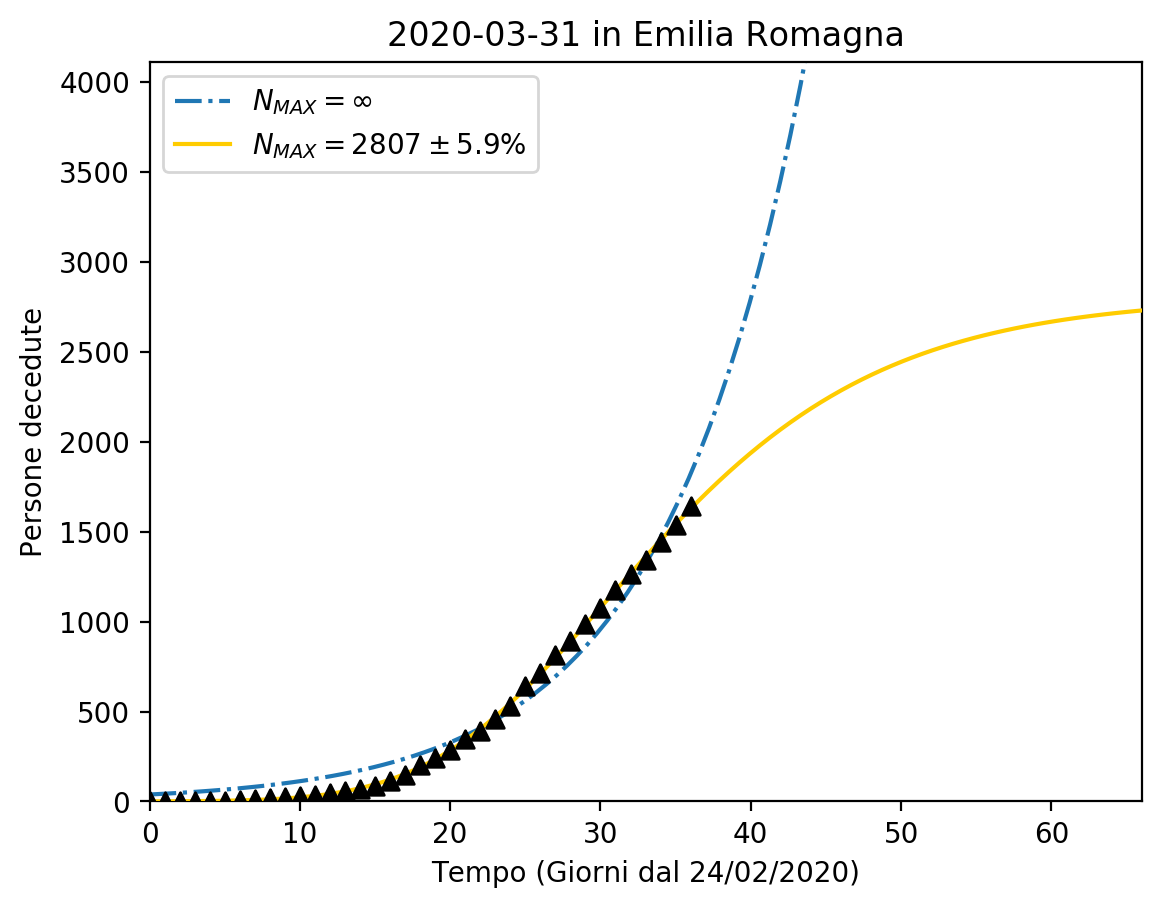 2020-03-31 in Emilia Romagna
N_MAX = ∞
N_MAX = 2807 ± 5.9%
4000
3500
3000
2500
2000
1500
1000
500
0
Persone decedute
0 10 20 30 40 50 60
Tempo (Giorni dal 24/02/2020)